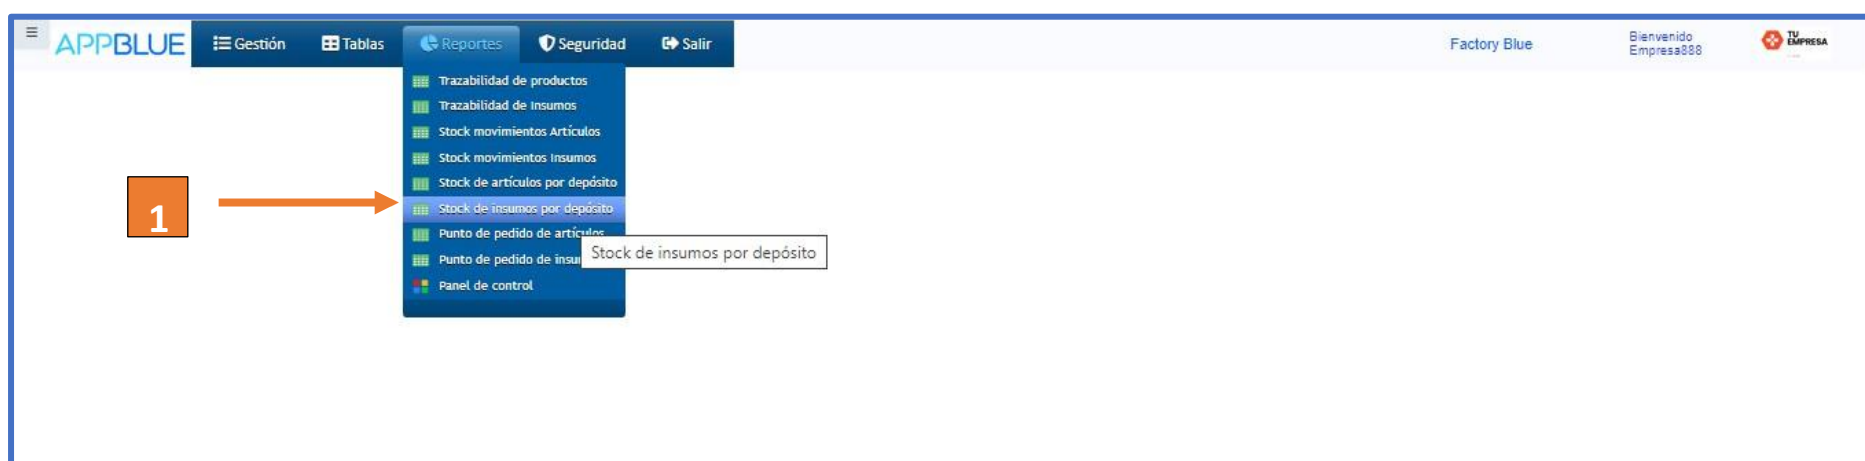 APPBLUE Gestión Tablas Reportes Seguridad Salir Factory Blue Bienvenido
Empresa888 TU
EMPRESA
Trazabilidad de productos
Trazabilidad de Insumos
Stock movimientos Artículos
Stock movimientos Insumos
Stock de artículos por depósito
1 Stock de insumos por depósito
Punto de pedido de artículos
Punto de pedido de insu
Stock de insumos por depósito
Panel de control